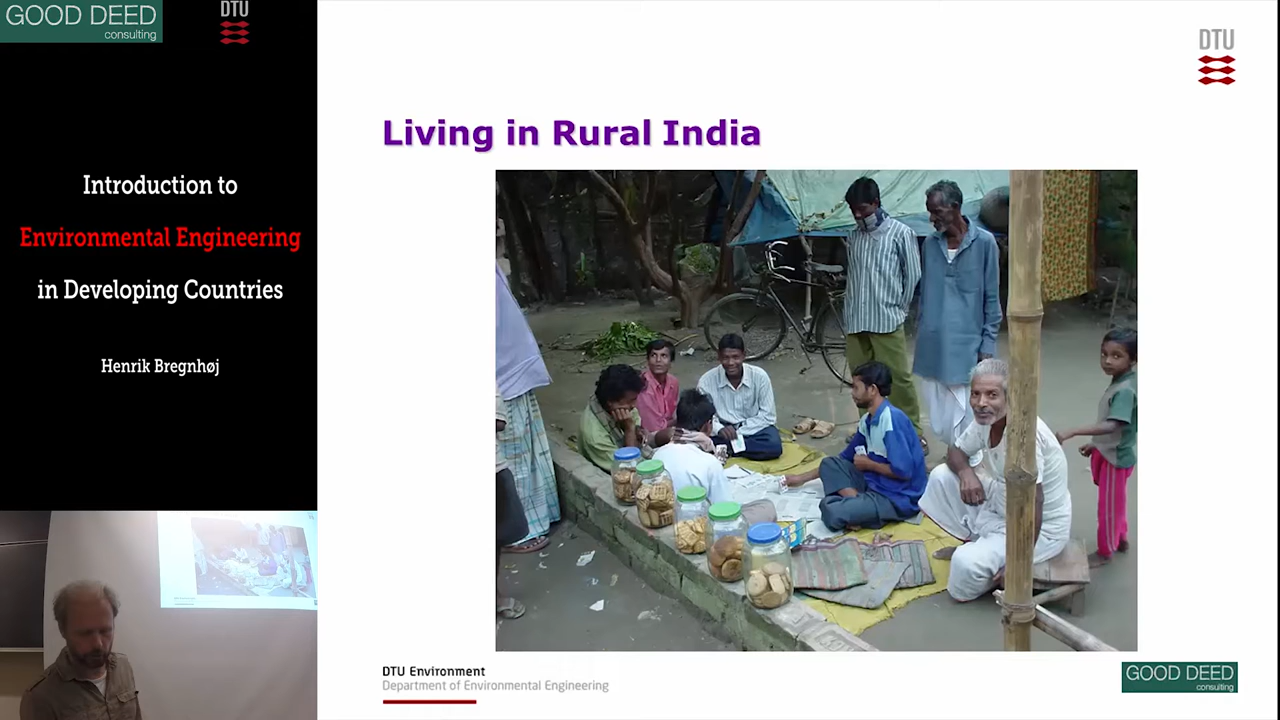 GOOD DEED
consulting
DTU
Introduction to
Environmental Engineering
in Developing Countries
Henrik Bregnhøj
DTU
Living in Rural India
DTU Environment
Department of Environmental Engineering
GOOD DEED
consulting